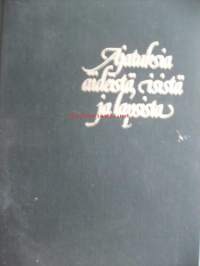 Ajatuksia
äideistä, isistä
ja lapsista